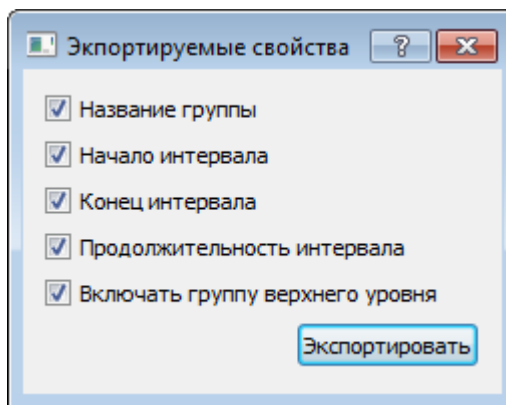 Экпортируемые свойства
Название группы
Начало интервала
Конец интервала
Продолжительность интервала
Включать группу верхнего уровня
Экспортировать